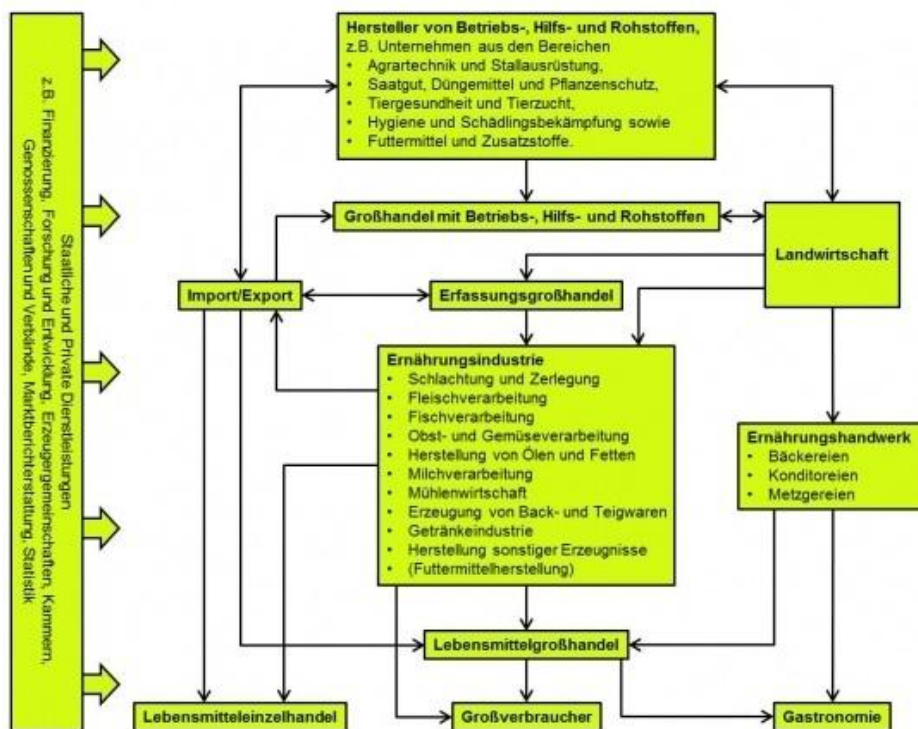 Staatliche und Private Dienstleistungen
z.B. Finanzierung, Forschung und Entwicklung, Erzeugergemeinschaften, Kammern,
Genossenschaften und Verbände, Marktberichterstattung, Statistik
Hersteller von Betriebs-, Hilfs- und Rohstoffen,
z.B. Unternehmen aus den Bereichen
• Agrartechnik und Stallausrüstung,
• Saatgut, Düngemittel und Pflanzenschutz,
• Tiergesundheit und Tierzucht,
• Hygiene und Schädlingsbekämpfung sowie
• Futtermittel und Zusatzstoffe.
Großhandel mit Betriebs-, Hilfs- und Rohstoffen
Landwirtschaft
Import/Export
Erfassungsgroßhandel
Ernährungsindustrie
• Schlachtung und Zerlegung
• Fleischverarbeitung
• Fischverarbeitung
• Obst- und Gemüseverarbeitung
• Herstellung von Ölen und Fetten
• Milchverarbeitung
• Mühlenwirtschaft
• Erzeugung von Back- und Teigwaren
• Getränkeindustrie
• Herstellung sonstiger Erzeugnisse
• (Futtermittelherstellung)
Ernährungshandwerk
• Bäckereien
• Konditoreien
• Metzgereien
Lebensmittelgroßhandel
Lebensmitteleinzelhandel
Großverbraucher
Gastronomie